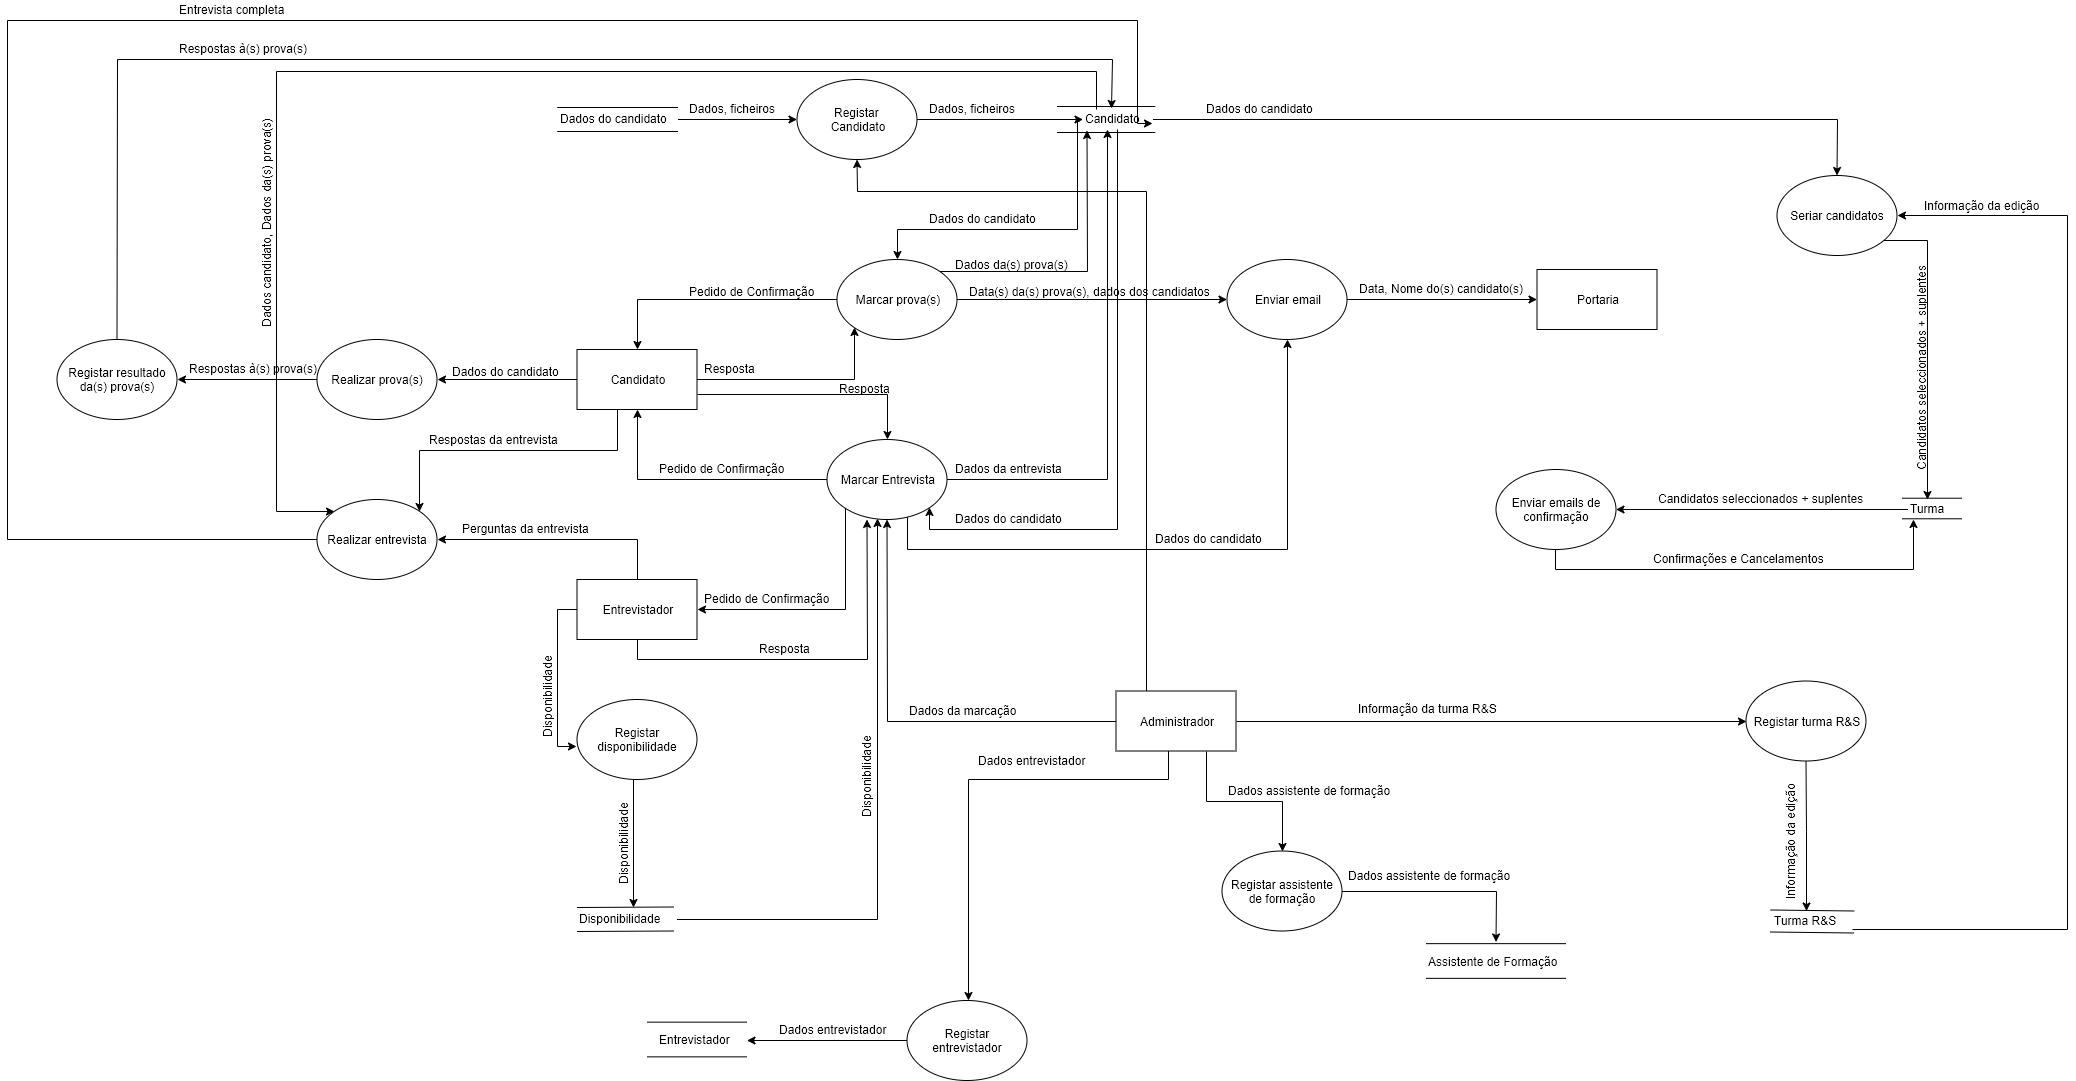 Entrevista completa
Respostas à(s) prova(s)
Dados do candidato
Dados, ficheiros
Registar
Candidato
Dados, ficheiros
Candidato
Dados do candidato
Dados candidato, Dados da(s) prova(s)
Seriar candidatos
Informação da edição
Dados do candidato
Dados da(s) prova(s)
Pedido de Confirmação
Marcar prova(s)
Data(s) da(s) prova(s), dados dos candidatos
Enviar email
Data, Nome do(s) candidato(s)
Portaria
Candidatos seleccionados + suplentes
Registar resultado
da(s) prova(s)
Respostas à(s) prova(s)
Realizar prova(s)
Dados do candidato
Candidato
Resposta
Resposta
Respostas da entrevista
Pedido de Confirmação
Marcar Entrevista
Dados da entrevista
Dados do candidato
Dados do candidato
Enviar emails de
confirmação
Candidatos seleccionados + suplentes
Turma
Confirmações e Cancelamentos
Realizar entrevista
Perguntas da entrevista
Entrevistador
Pedido de Confirmação
Resposta
Disponibilidade
Registar
disponibilidade
Dados da marcação
Administrador
Informação da turma R&S
Registar turma R&S
Disponibilidade
Dados entrevistador
Dados assistente de formação
Informação da edição
Disponibilidade
Registar assistente
de formação
Dados assistente de formação
Disponibilidade
Turma R&S
Assistente de Formação
Entrevistador
Dados entrevistador
Registar
entrevistador